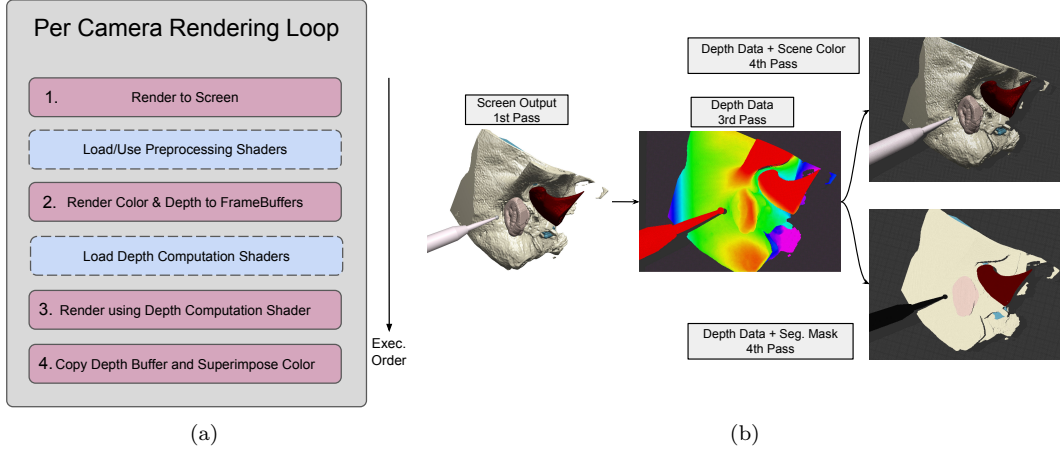 Per Camera Rendering Loop
1. Render to Screen
Load/Use Preprocessing Shaders
2. Render Color & Depth to FrameBuffers
Load Depth Computation Shaders
3. Render using Depth Computation Shader
4. Copy Depth Buffer and Superimpose Color
Exec.
Order
(a)
Screen Output
1st Pass
Depth Data
3rd Pass
Depth Data + Scene Color
4th Pass
Depth Data + Seg. Mask
4th Pass
(b)